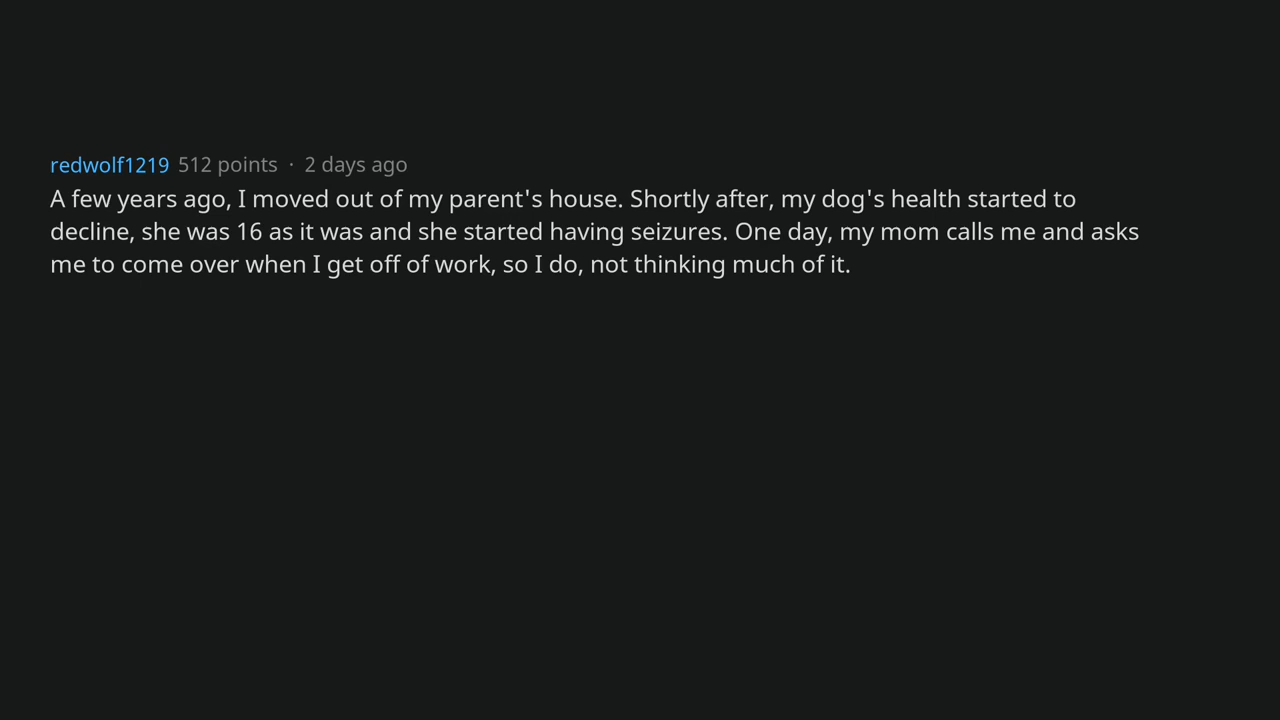 redwolf1219 512 points · 2 days ago
A few years ago, I moved out of my parent's house. Shortly after, my dog's health started to
decline, she was 16 as it was and she started having seizures. One day, my mom calls me and asks
me to come over when I get off of work, so I do, not thinking much of it.